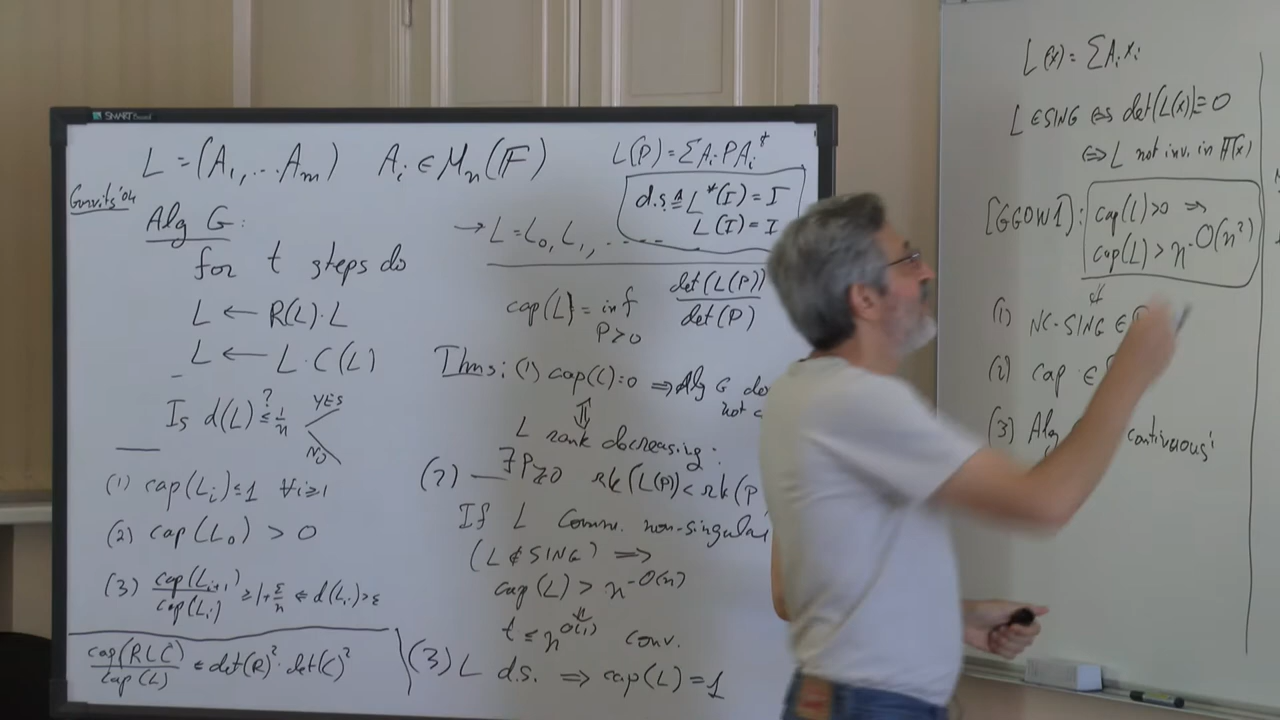 SMART Board
L = (A₁, ... Aₘ) Aᵢ ∈ Mₙ(F)
Gurvits '04
Alg G:
for t steps do
L ← R(L)·L
L ← L·C(L)
Is d(L) ≤? 1/n YES
NO
(1) cap(Lᵢ) ≤ 1 ∀i≥1
(2) cap(L₀) > 0
(3) cap(Lᵢ₊₁)/cap(Lᵢ) ≥ 1+ε/n ⇐ d(Lᵢ)>ε
cap(RLC)/cap(L) = det(R)²·det(C)²
L(P) = ΣAᵢPAᵢ*
d.s. ≜ L*(I) = I
L(I) = I
→ L = L₀, L₁, ....
cap(L) = inf P>0 det(L(P))/det(P)
Thms: (1) cap(L)=0 ⇒ Alg G do
not
⇕
L rank decreasing:
∃P≥0 rk(L(P)) < rk(P
(2)
If L comm. non-singular
(L ∉ SING) ⇒
cap(L) > n^-O(n)
⇓
t ≤ n^O(1) conv.
(3) L d.s. ⇒ cap(L) = 1
L(x) = ΣAᵢxᵢ
L ∈ SING ⇔ det(L(x)) ≡ 0
⇔ L not inv. in F(x)
[GGOW1]: cap(L)>0 ⇒
cap(L) > n^-O(n²)
⇓
(1) NC-SING ∈
(2) cap ∈
(3) Alg continuous